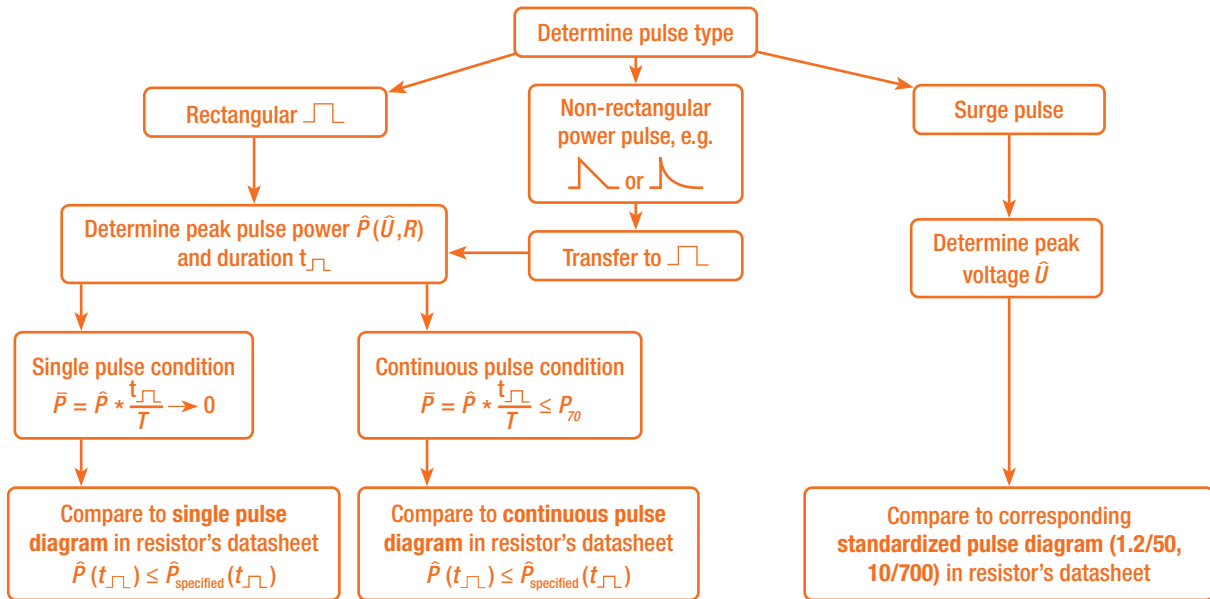 Determine pulse type
Rectangular
Non-rectangular
power pulse, e.g.
or
Surge pulse
Determine peak pulse power P̂ (Û,R)
and duration t
Transfer to
Determine peak
voltage Û
Single pulse condition
P̄ = P̂ * t/T → 0
Continuous pulse condition
P̄ = P̂ * t/T ≤ P₇₀
Compare to single pulse
diagram in resistor’s datasheet
P̂ (t) ≤ P̂specified (t)
Compare to continuous pulse
diagram in resistor’s datasheet
P̂ (t) ≤ P̂specified (t)
Compare to corresponding
standardized pulse diagram (1.2/50,
10/700) in resistor’s datasheet